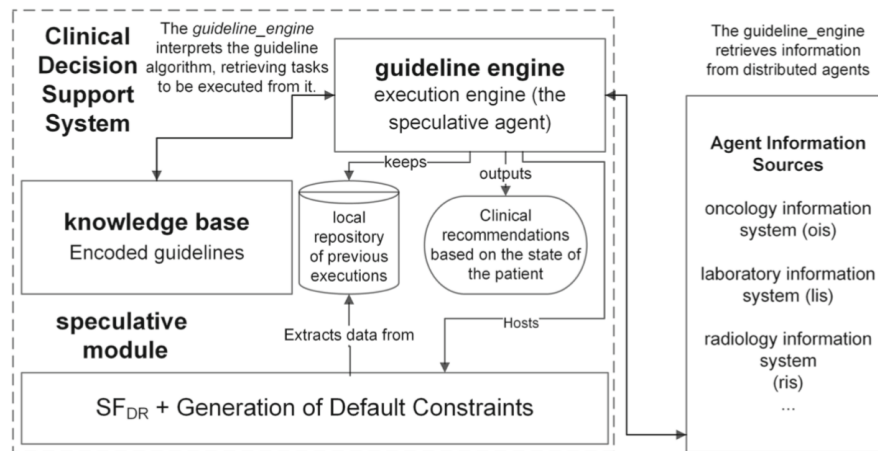 Clinical
Decision
Support
System
The guideline_engine
interprets the guideline
algorithm, retrieving tasks
to be executed from it.
guideline engine
execution engine (the
speculative agent)
The guideline_engine
retrieves information
from distributed agents
keeps
outputs
knowledge base
Encoded guidelines
local
repository
of previous
executions
Clinical
recommendations
based on the state of
the patient
Agent Information
Sources
oncology information
system (ois)
laboratory information
system (lis)
radiology information
system
(ris)
...
speculative
module
Extracts data from
Hosts
SFDR + Generation of Default Constraints